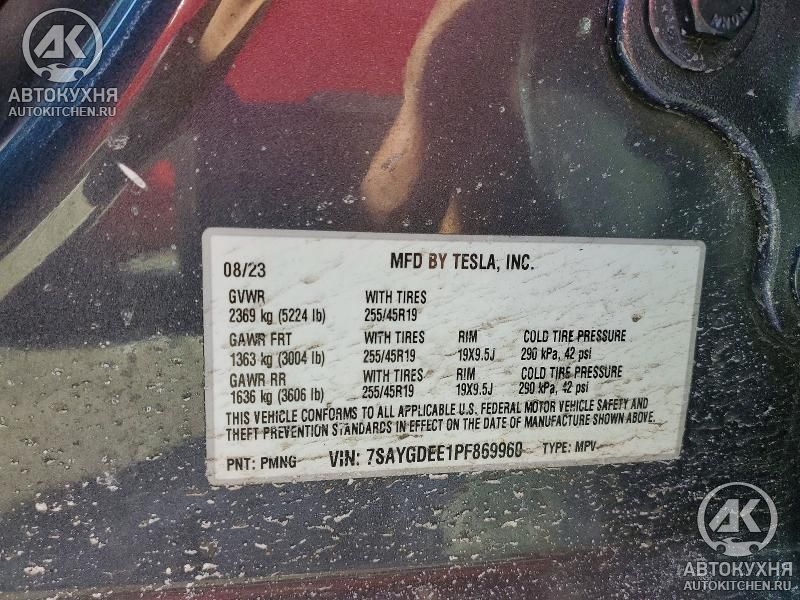 АК
АВТОКУХНЯ
AUTOKITCHEN.RU
08/23 MFD BY TESLA, INC.
GVWR WITH TIRES
2369 kg (5224 lb) 255/45R19
GAWR FRT WITH TIRES RIM COLD TIRE PRESSURE
1363 kg (3004 lb) 255/45R19 19X9.5J 290 kPa, 42 psi
GAWR RR WITH TIRES RIM COLD TIRE PRESSURE
1636 kg (3606 lb) 255/45R19 19X9.5J 290 kPa, 42 psi
THIS VEHICLE CONFORMS TO ALL APPLICABLE U.S. FEDERAL MOTOR VEHICLE SAFETY AND
THEFT PREVENTION STANDARDS IN EFFECT ON THE DATE OF MANUFACTURE SHOWN ABOVE.
PNT: PMNG VIN: 7SAYGDEE1PF869960 TYPE: MPV
АК
АВТОКУХНЯ
AUTOKITCHEN.RU